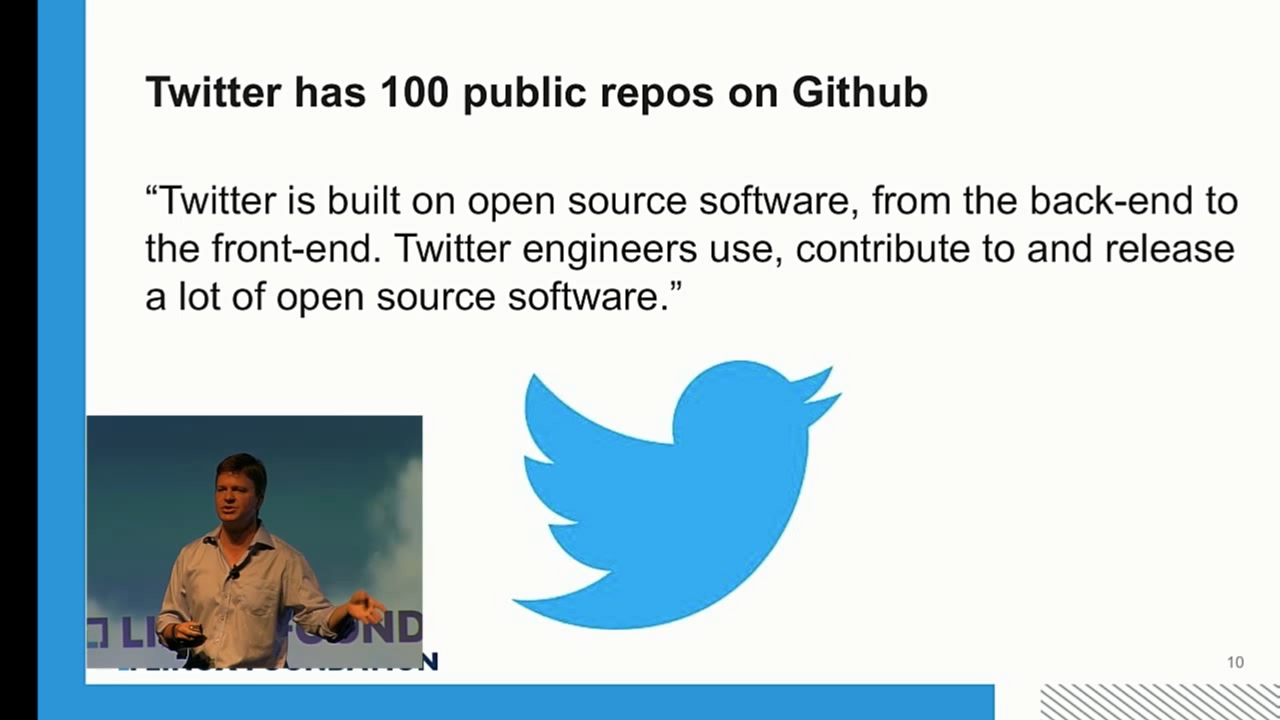 Twitter has 100 public repos on Github
“Twitter is built on open source software, from the back-end to
the front-end. Twitter engineers use, contribute to and release
a lot of open source software.”
10